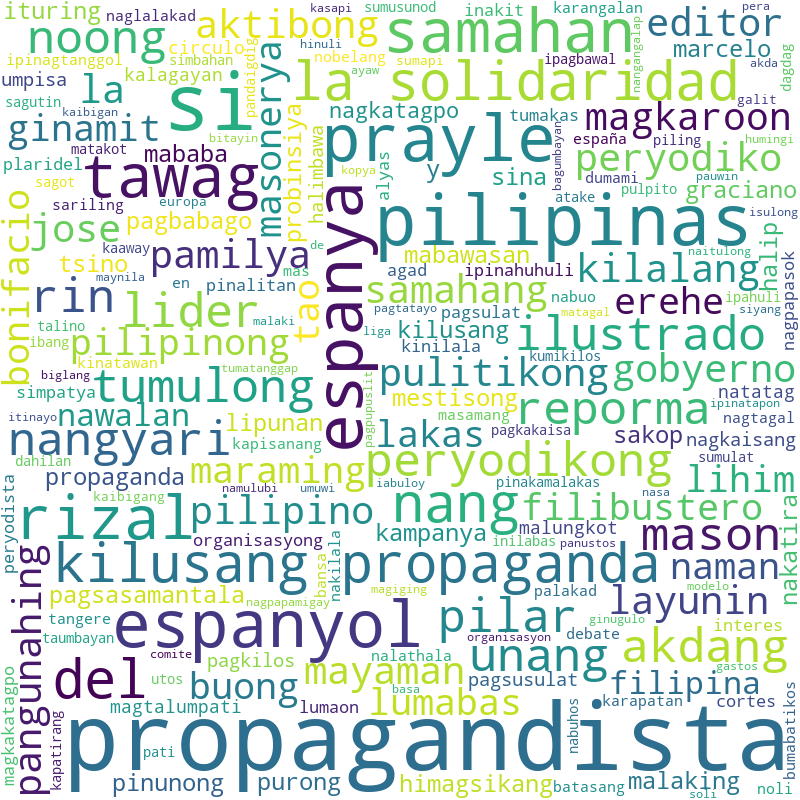 ituring
noong
naglalakad
kasapi
sumusunod
inakit
karangalan
pera
aktibong
samahan
editor
circulo
simbahan
hinuli
nobelang
sumapi
ipagbawal
nangangalap
marcelo
dagdag
ipinagtanggol
kalagayan
pandaigdig
ayaw
akda
umpisa
la
si
la solidaridad
galit
sagutin
kaibigan
bitayin
nagkatagpo
tumakas
magkaroon
ginamit
matakot
masonerya
kopya
bagumbayan
españa
piling
humingi
plaridel
mababa
probinsiya
halimbawa
prayle
peryodiko
sagot
tawag
alyas
y
sina
dumami
pauwin
sariling
europa
atake
pulpito
graciano
isulong
jose
pagbabago
espanya
pilipinas
kaaway
pamilya
mabawasan
naitulong
halip
tsino
maynila
en
pinalitan
mas
de
agad
ipinahuhuli
kilalang
bonifacio
rin
lider
tao
samahang
nabuo
erehe
ipahuli
nagpapasok
pagtatayo
pagsulat
matagal
siyang
talino
ibang
pilipinong
malaki
liga
kilusang
ilustrado
kinatawan
kinilala
kumikilos
biglang
tumatanggap
pulitikong
gobyerno
simpatya
tumulong
mestisong
natatag
itinayo
nawalan
lipunan
pagpupuslit
masamang
reporma
ipinatapon
nagtagal
nangyari
kapisanang
lakas
pagkakaisa
sakop
nagkaisang
dahilan
maraming
peryodikong
sumulat
propaganda
namulubi
umuwi
iabuloy
pinakamalakas
nasa
lihim
kaibigang
rizal
pilipino
nang
filibustero
peryodista
organisasyong
bansa
nakilala
kampanya
malungkot
mason
nakatira
inilabas
panustos
kilusang propaganda
naman
pangunahing
pagsasamantala
nagpapamigay
magiging
palakad
layunin
modelo
tangere
espanyol
pilar
ginugulo
interes
taumbayan
organisasyon
debate
akdang
comite
pagkilos
nalathala
unang
del
mayaman
utos
buong
basa
pagsusulat
filipina
gastos
magkakatagpo
kapatirang
magtalumpati
lumaon
lumabas
nabuhos
karapatan
cortes
bumabatikos
pati
propagandista
pinunong
purong
himagsikang
batasang
malaking
soli
noli